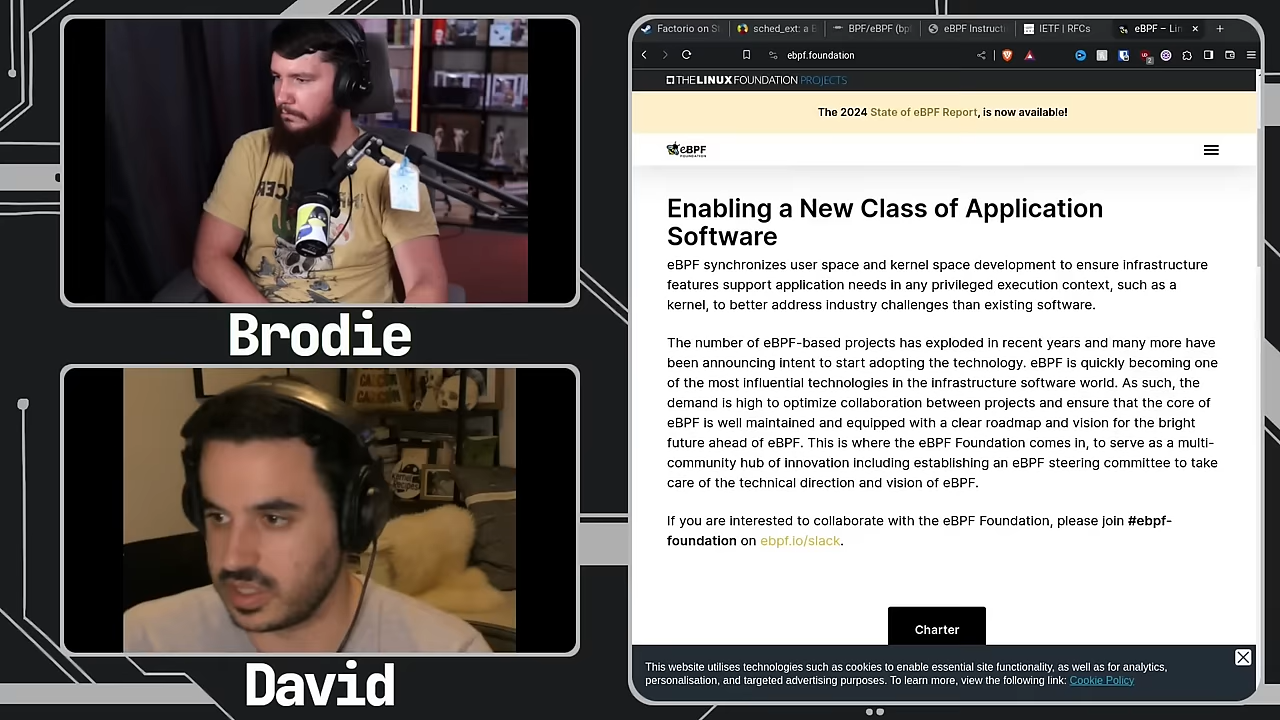 Brodie
David
Factorio on St
sched_ext: a B
BPF/eBPF (bp
eBPF Instruct
IETF | RFCs
eBPF – Lin
ebpf.foundation
THE LINUX FOUNDATION PROJECTS
The 2024 State of eBPF Report, is now available!
eBPF
FOUNDATION
Enabling a New Class of Application
Software
eBPF synchronizes user space and kernel space development to ensure infrastructure
features support application needs in any privileged execution context, such as a
kernel, to better address industry challenges than existing software.
The number of eBPF-based projects has exploded in recent years and many more have
been announcing intent to start adopting the technology. eBPF is quickly becoming one
of the most influential technologies in the infrastructure software world. As such, the
demand is high to optimize collaboration between projects and ensure that the core of
eBPF is well maintained and equipped with a clear roadmap and vision for the bright
future ahead of eBPF. This is where the eBPF Foundation comes in, to serve as a multi-
community hub of innovation including establishing an eBPF steering committee to take
care of the technical direction and vision of eBPF.
If you are interested to collaborate with the eBPF Foundation, please join #ebpf-
foundation on ebpf.io/slack.
Charter
This website utilises technologies such as cookies to enable essential site functionality, as well as for analytics,
personalisation, and targeted advertising purposes. To learn more, view the following link: Cookie Policy